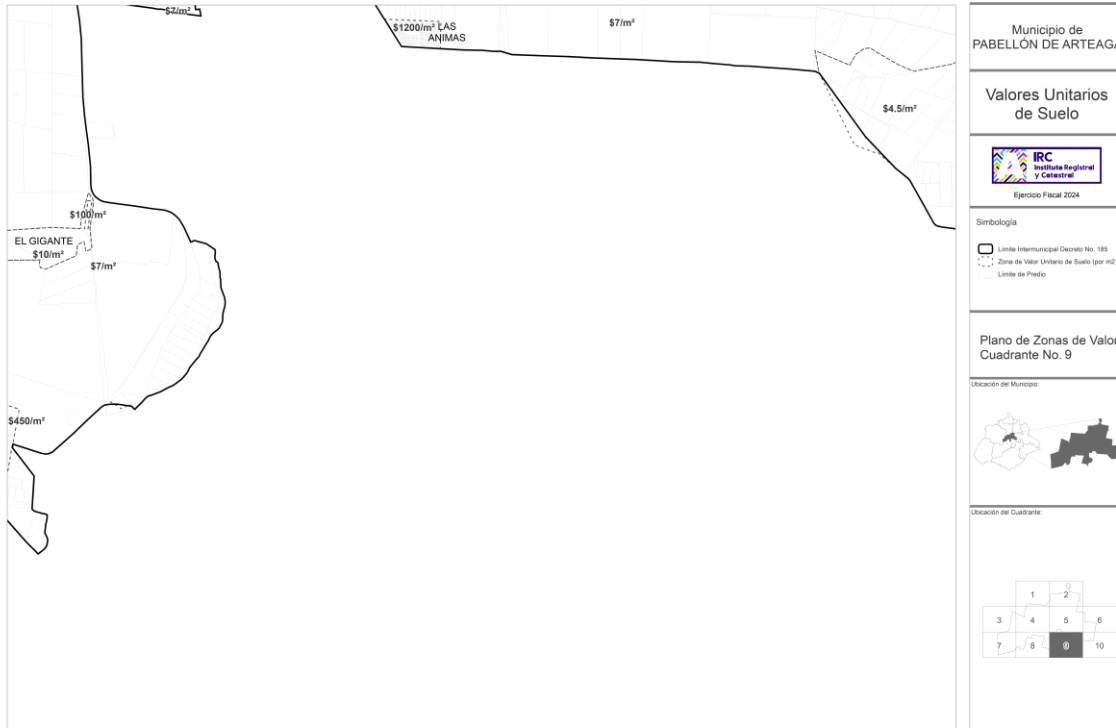 $7/m²
$1200/m²
LAS
ANIMAS
$7/m²
$4.5/m²
$100/m²
EL GIGANTE
$10/m²
$7/m²
$450/m²
Municipio de
PABELLÓN DE ARTEAGA
Valores Unitarios
de Suelo
IRC
Instituto Registral
y Catastral
Ejercicio Fiscal 2024
Simbología
Límite Intermunicipal Decreto No. 185
Zona de Valor Unitario de Suelo (por m2)
Límite de Predio
Plano de Zonas de Valor
Cuadrante No. 9
Ubicación del Municipio:
Ubicación del Cuadrante:
1 2
3 4 5 6
7 8 9 10